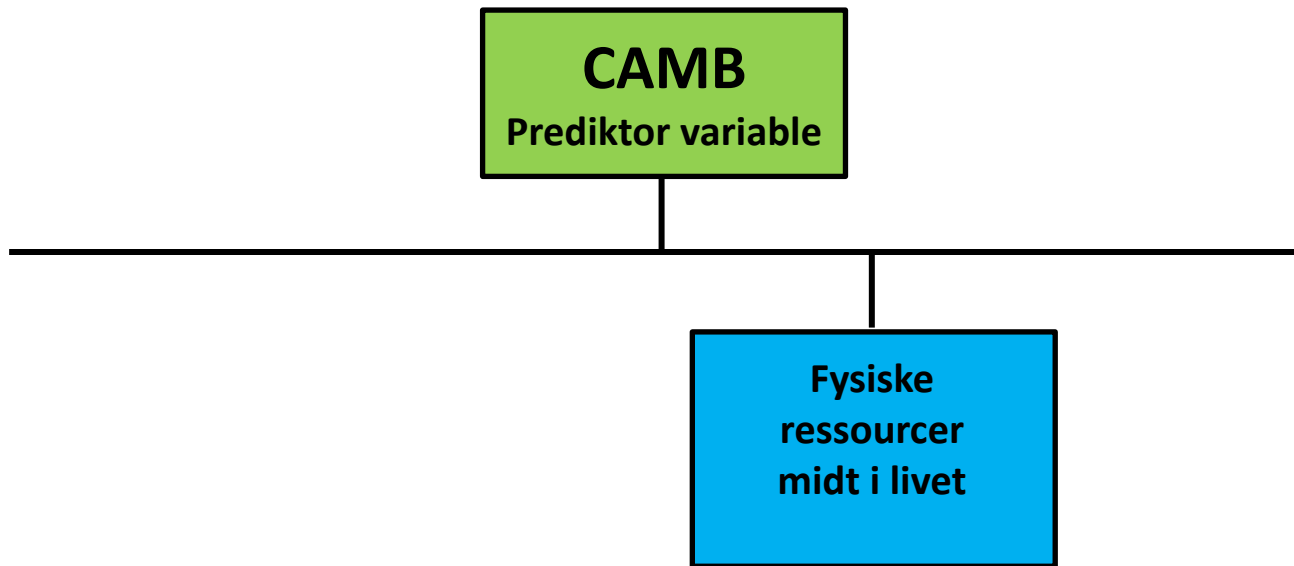 CAMB
Prediktor variable
Fysiske
ressourcer
midt i livet